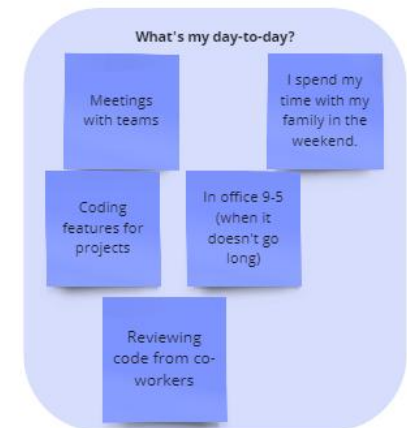 What's my day-to-day?
Meetings
with teams
I spend my
time with my
family in the
weekend.
Coding
features for
projects
In office 9-5
(when it
doesn't go
long)
Reviewing
code from co-
workers